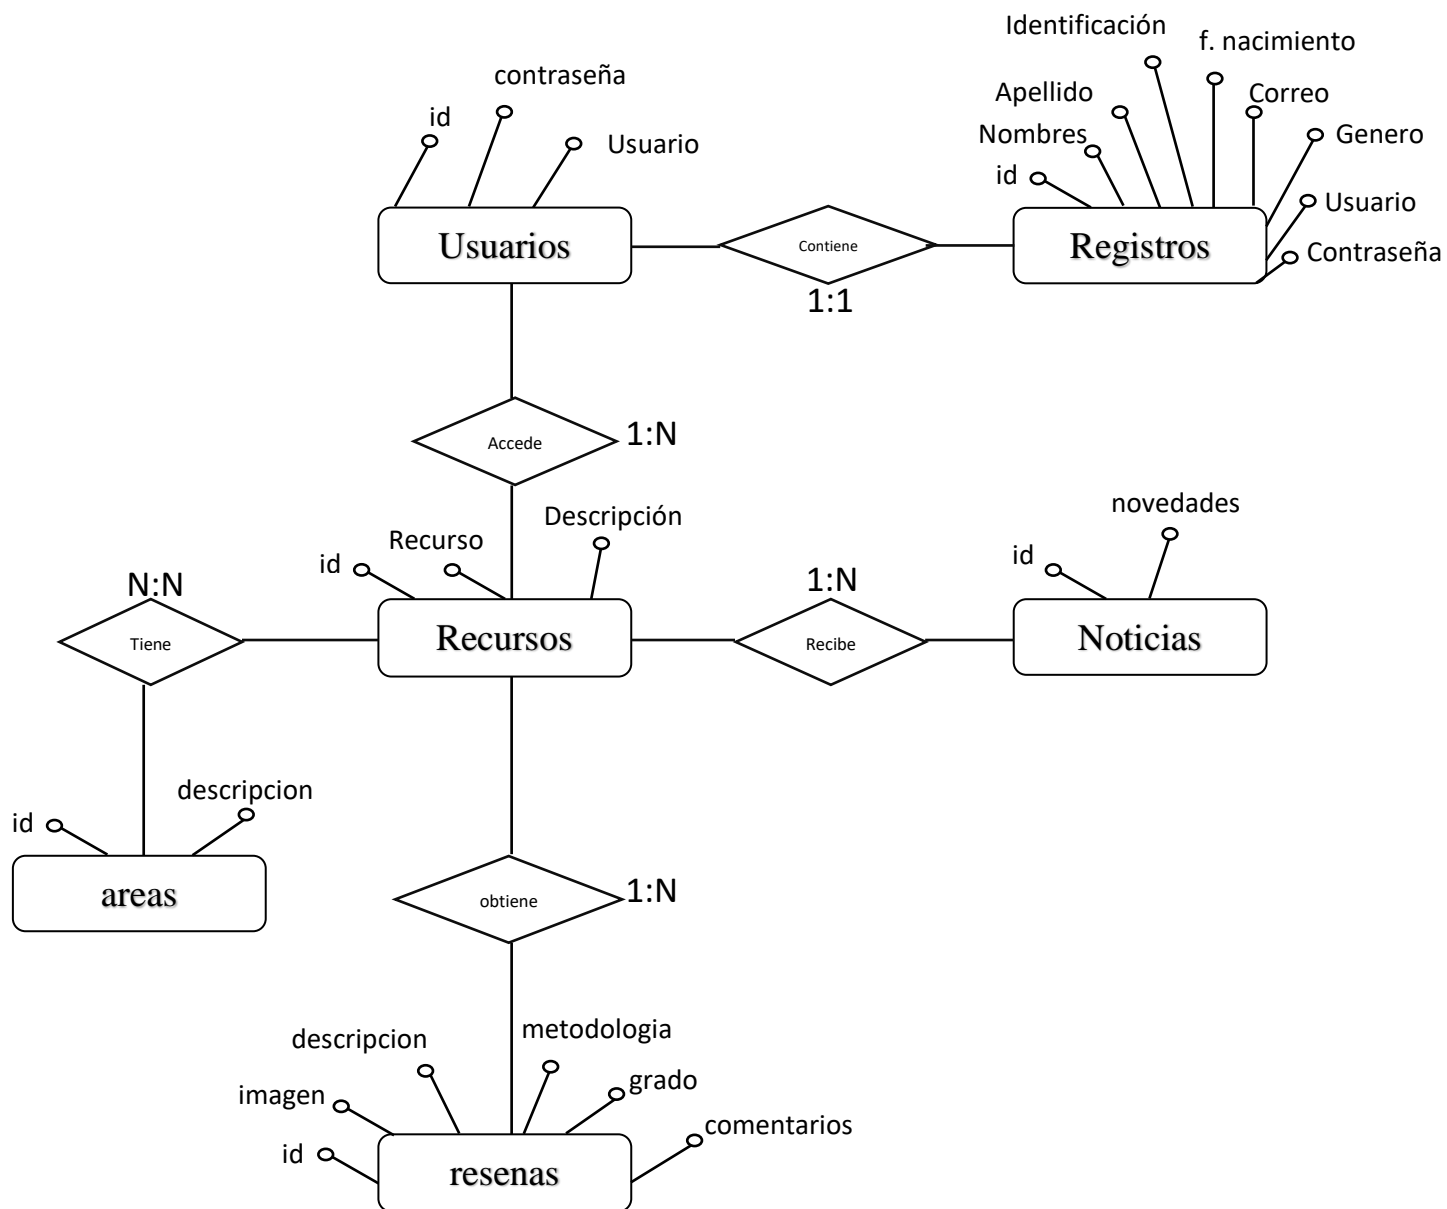 Identificación
f. nacimiento
contraseña
Apellido
Correo
id
Nombres
Genero
Usuario
id
Usuario
Usuarios
Contiene
Registros
Contraseña
1:1
Accede
1:N
novedades
Descripción
Recurso
id
id
N:N
1:N
Tiene
Recursos
Recibe
Noticias
descripcion
id
areas
obtiene
1:N
metodologia
descripcion
grado
imagen
comentarios
id
resenas